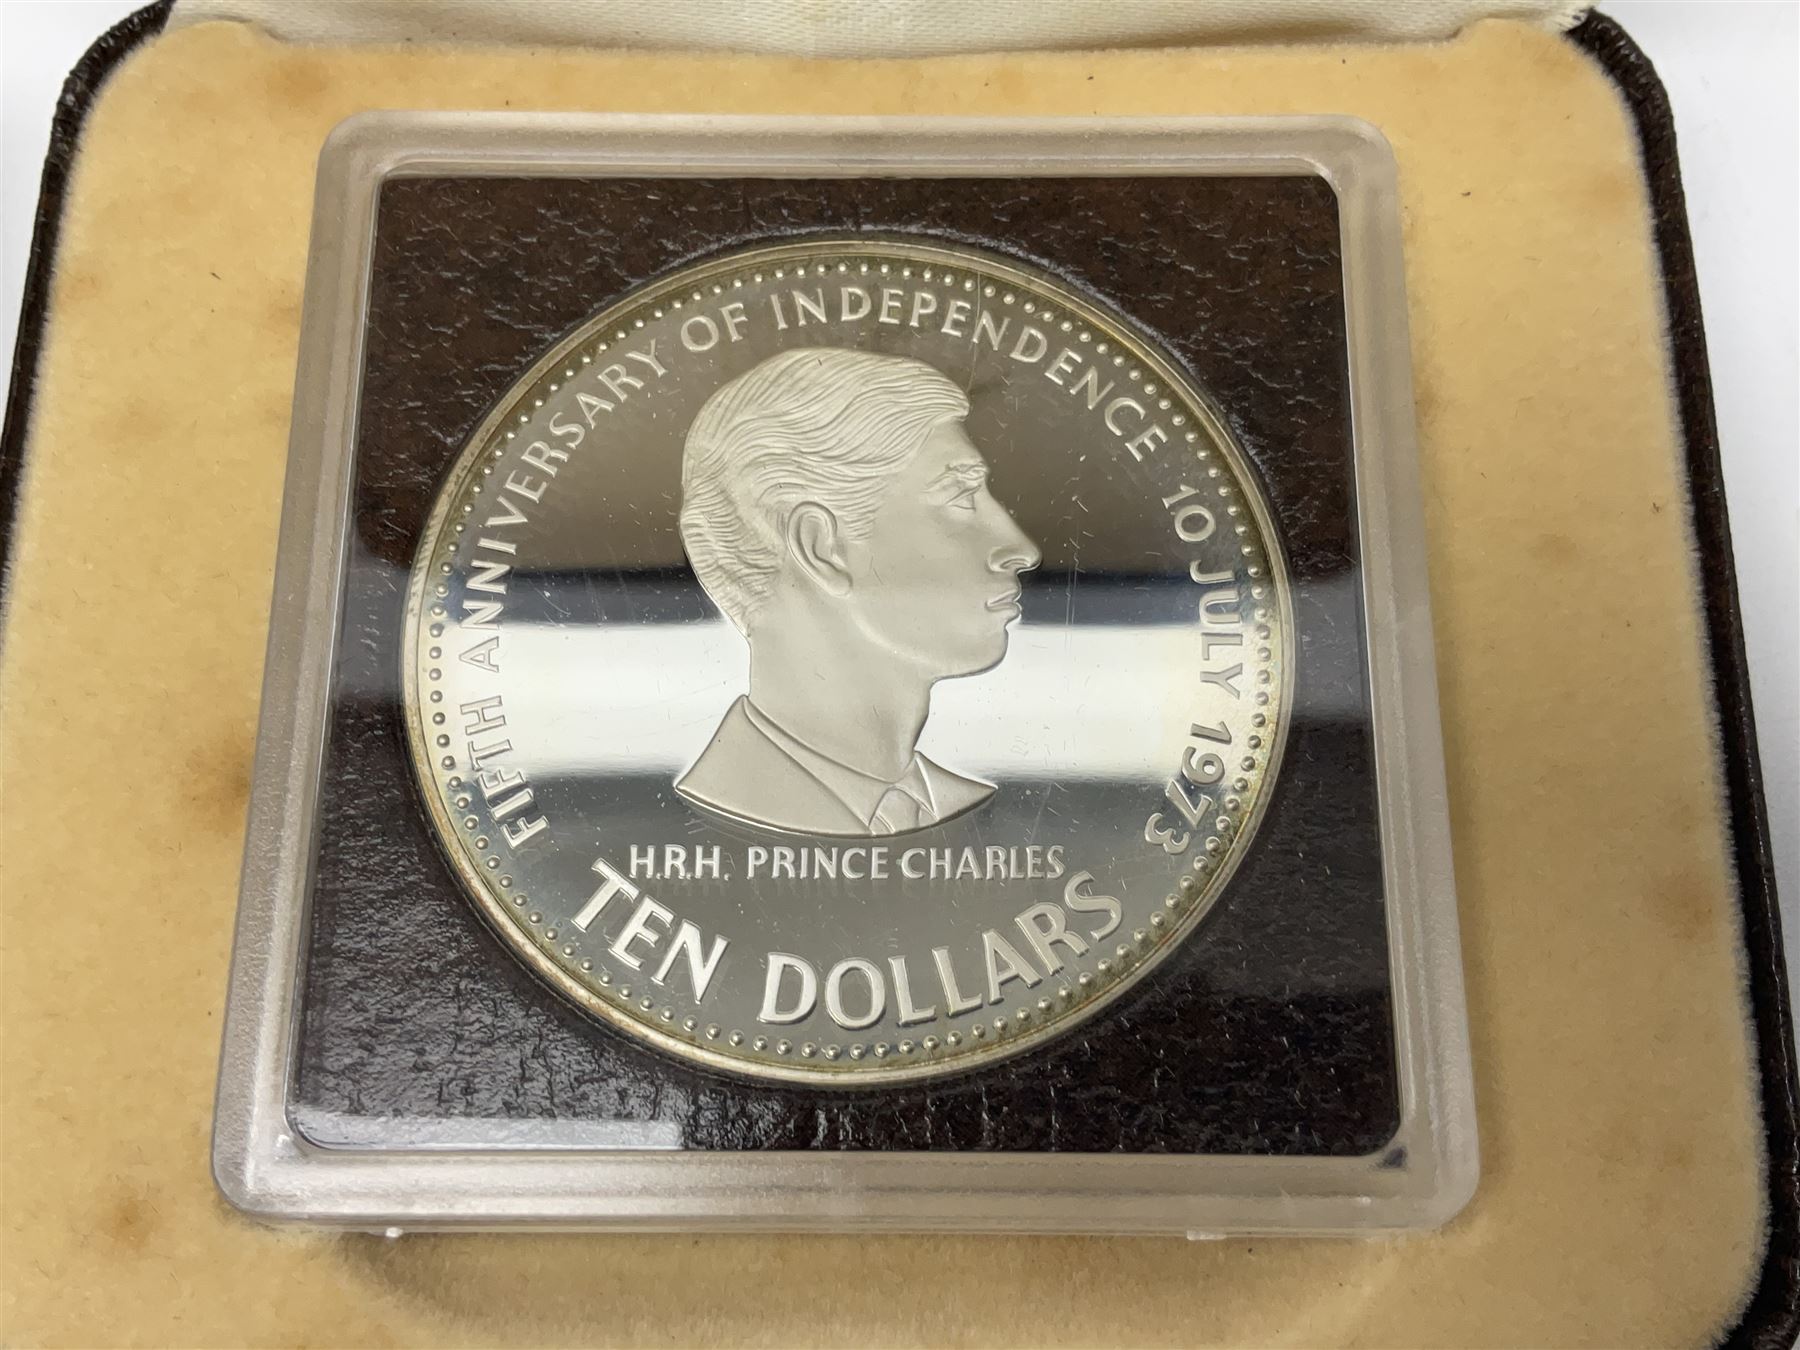 FIFTH ANNIVERSARY OF INDEPENDENCE 10 JULY 1973
H.R.H. PRINCE CHARLES
TEN DOLLARS